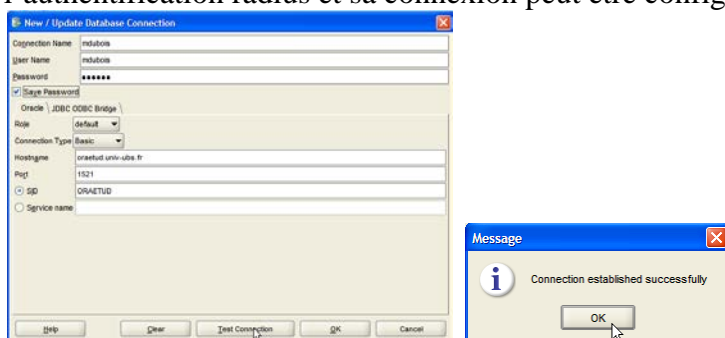 l'authentification radius et sa connexion peut être config
New / Update Database Connection
Connection Name mdubois
User Name mdubois
Password ••••••
Save Password
Oracle JDBC ODBC Bridge
Role default
Connection Type Basic
Hostname oraetud.univ-ubs.fr
Port 1521
SID ORAETUD
Service name
Help Clear Test Connection OK Cancel
Message
Connection established successfully
OK